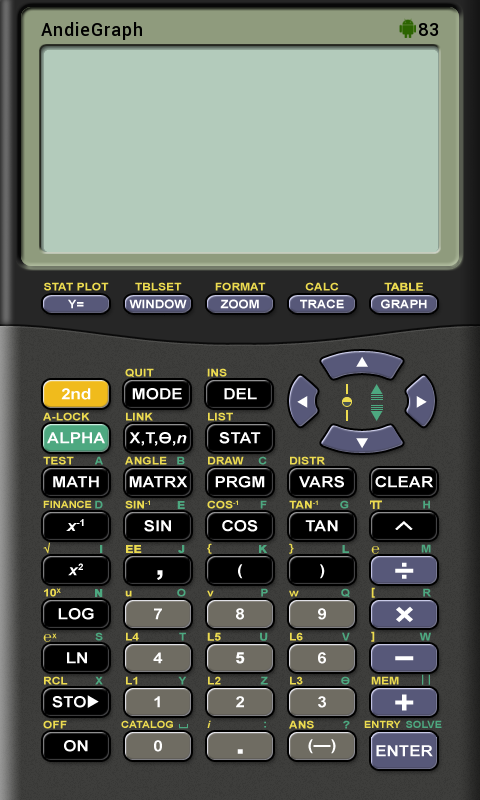 AndieGraph 83
STAT PLOT TBLSET FORMAT CALC TABLE
Y= WINDOW ZOOM TRACE GRAPH
QUIT INS
2nd MODE DEL
A-LOCK LINK LIST
ALPHA X,T,Θ,n STAT
TEST A ANGLE B DRAW C DISTR
MATH MATRX PRGM VARS CLEAR
FINANCE D SIN⁻¹ E COS⁻¹ F TAN⁻¹ G π H
x⁻¹ SIN COS TAN ^
√ I EE J { K } L e M
x² , ( ) ÷
10ˣ N u O v P w Q [ R
LOG 7 8 9 ×
eˣ S L4 T L5 U L6 V ] W
LN 4 5 6 −
RCL X L1 Y L2 Z L3 Θ MEM ||
STO▶ 1 2 3 +
OFF CATALOG ⎵ i : ANS ? ENTRY SOLVE
ON 0 . (—) ENTER